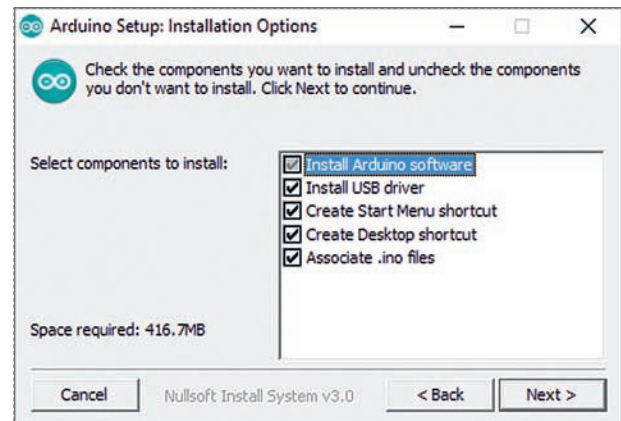 Arduino Setup: Installation Options
Check the components you want to install and uncheck the components
you don't want to install. Click Next to continue.
Select components to install:
Install Arduino software
Install USB driver
Create Start Menu shortcut
Create Desktop shortcut
Associate .ino files
Space required: 416.7MB
Cancel
Nullsoft Install System v3.0
< Back
Next >